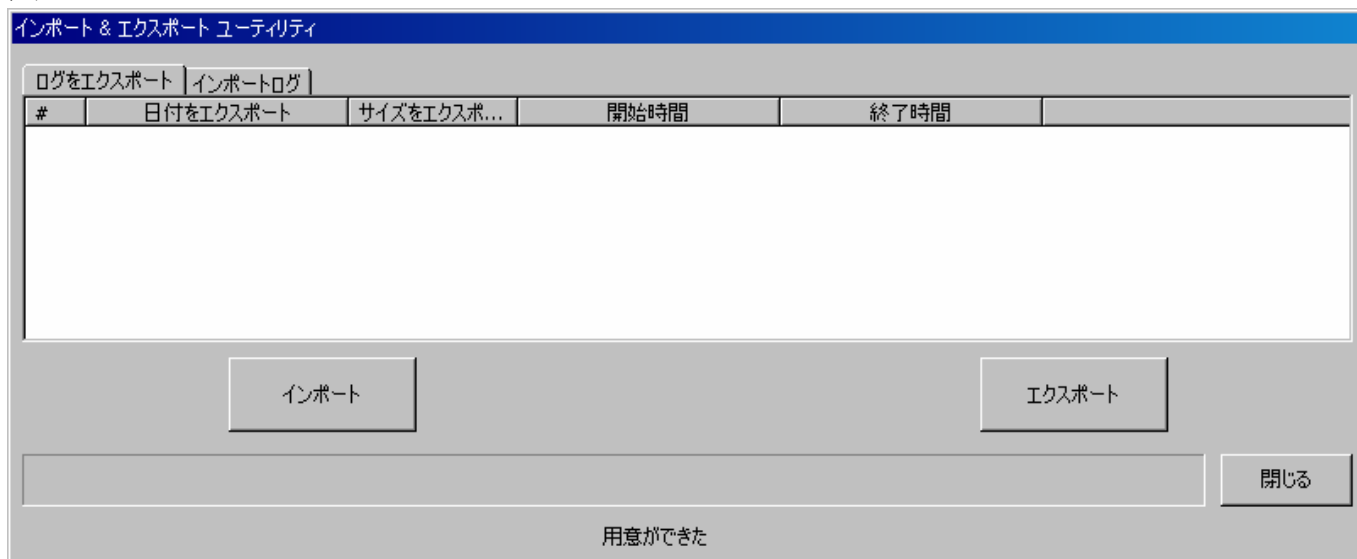 インポート & エクスポート ユーティリティ
ログをエクスポート インポートログ
# 日付をエクスポート サイズをエクスポ... 開始時間 終了時間
インポート エクスポート
閉じる
用意ができた